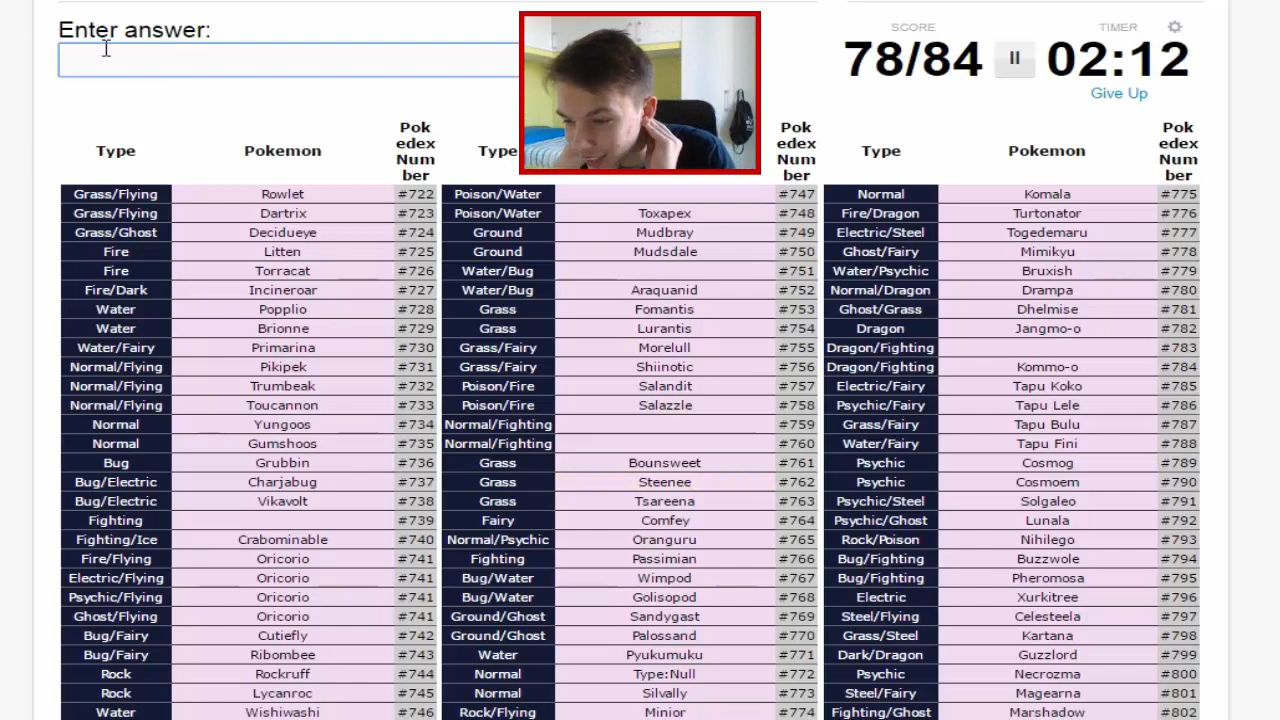 Enter answer:
SCORE
TIMER
78/84
02:12
Give Up
Type Pokemon Pok edex Num ber Type Pok edex Num ber Type Pokemon Pok edex Num ber
Grass/Flying Rowlet #722 Poison/Water #747 Normal Komala #775
Grass/Flying Dartrix #723 Poison/Water Toxapex #748 Fire/Dragon Turtonator #776
Grass/Ghost Decidueye #724 Ground Mudbray #749 Electric/Steel Togedemaru #777
Fire Litten #725 Ground Mudsdale #750 Ghost/Fairy Mimikyu #778
Fire Torracat #726 Water/Bug #751 Water/Psychic Bruxish #779
Fire/Dark Incineroar #727 Water/Bug Araquanid #752 Normal/Dragon Drampa #780
Water Popplio #728 Grass Fomantis #753 Ghost/Grass Dhelmise #781
Water Brionne #729 Grass Lurantis #754 Dragon Jangmo-o #782
Water/Fairy Primarina #730 Grass/Fairy Morelull #755 Dragon/Fighting #783
Normal/Flying Pikipek #731 Grass/Fairy Shiinotic #756 Dragon/Fighting Kommo-o #784
Normal/Flying Trumbeak #732 Poison/Fire Salandit #757 Electric/Fairy Tapu Koko #785
Normal/Flying Toucannon #733 Poison/Fire Salazzle #758 Psychic/Fairy Tapu Lele #786
Normal Yungoos #734 Normal/Fighting #759 Grass/Fairy Tapu Bulu #787
Normal Gumshoos #735 Normal/Fighting #760 Water/Fairy Tapu Fini #788
Bug Grubbin #736 Grass Bounsweet #761 Psychic Cosmog #789
Bug/Electric Charjabug #737 Grass Steenee #762 Psychic Cosmoem #790
Bug/Electric Vikavolt #738 Grass Tsareena #763 Psychic/Steel Solgaleo #791
Fighting #739 Fairy Comfey #764 Psychic/Ghost Lunala #792
Fighting/Ice Crabominable #740 Normal/Psychic Oranguru #765 Rock/Poison Nihilego #793
Fire/Flying Oricorio #741 Fighting Passimian #766 Bug/Fighting Buzzwole #794
Electric/Flying Oricorio #741 Bug/Water Wimpod #767 Bug/Fighting Pheromosa #795
Psychic/Flying Oricorio #741 Bug/Water Golisopod #768 Electric Xurkitree #796
Ghost/Flying Oricorio #741 Ground/Ghost Sandygast #769 Steel/Flying Celesteela #797
Bug/Fairy Cutiefly #742 Ground/Ghost Palossand #770 Grass/Steel Kartana #798
Bug/Fairy Ribombee #743 Water Pyukumuku #771 Dark/Dragon Guzzlord #799
Rock Rockruff #744 Normal Type:Null #772 Psychic Necrozma #800
Rock Lycanroc #745 Normal Silvally #773 Steel/Fairy Magearna #801
Water Wishiwashi #746 Rock/Flying Minior #774 Fighting/Ghost Marshadow #802